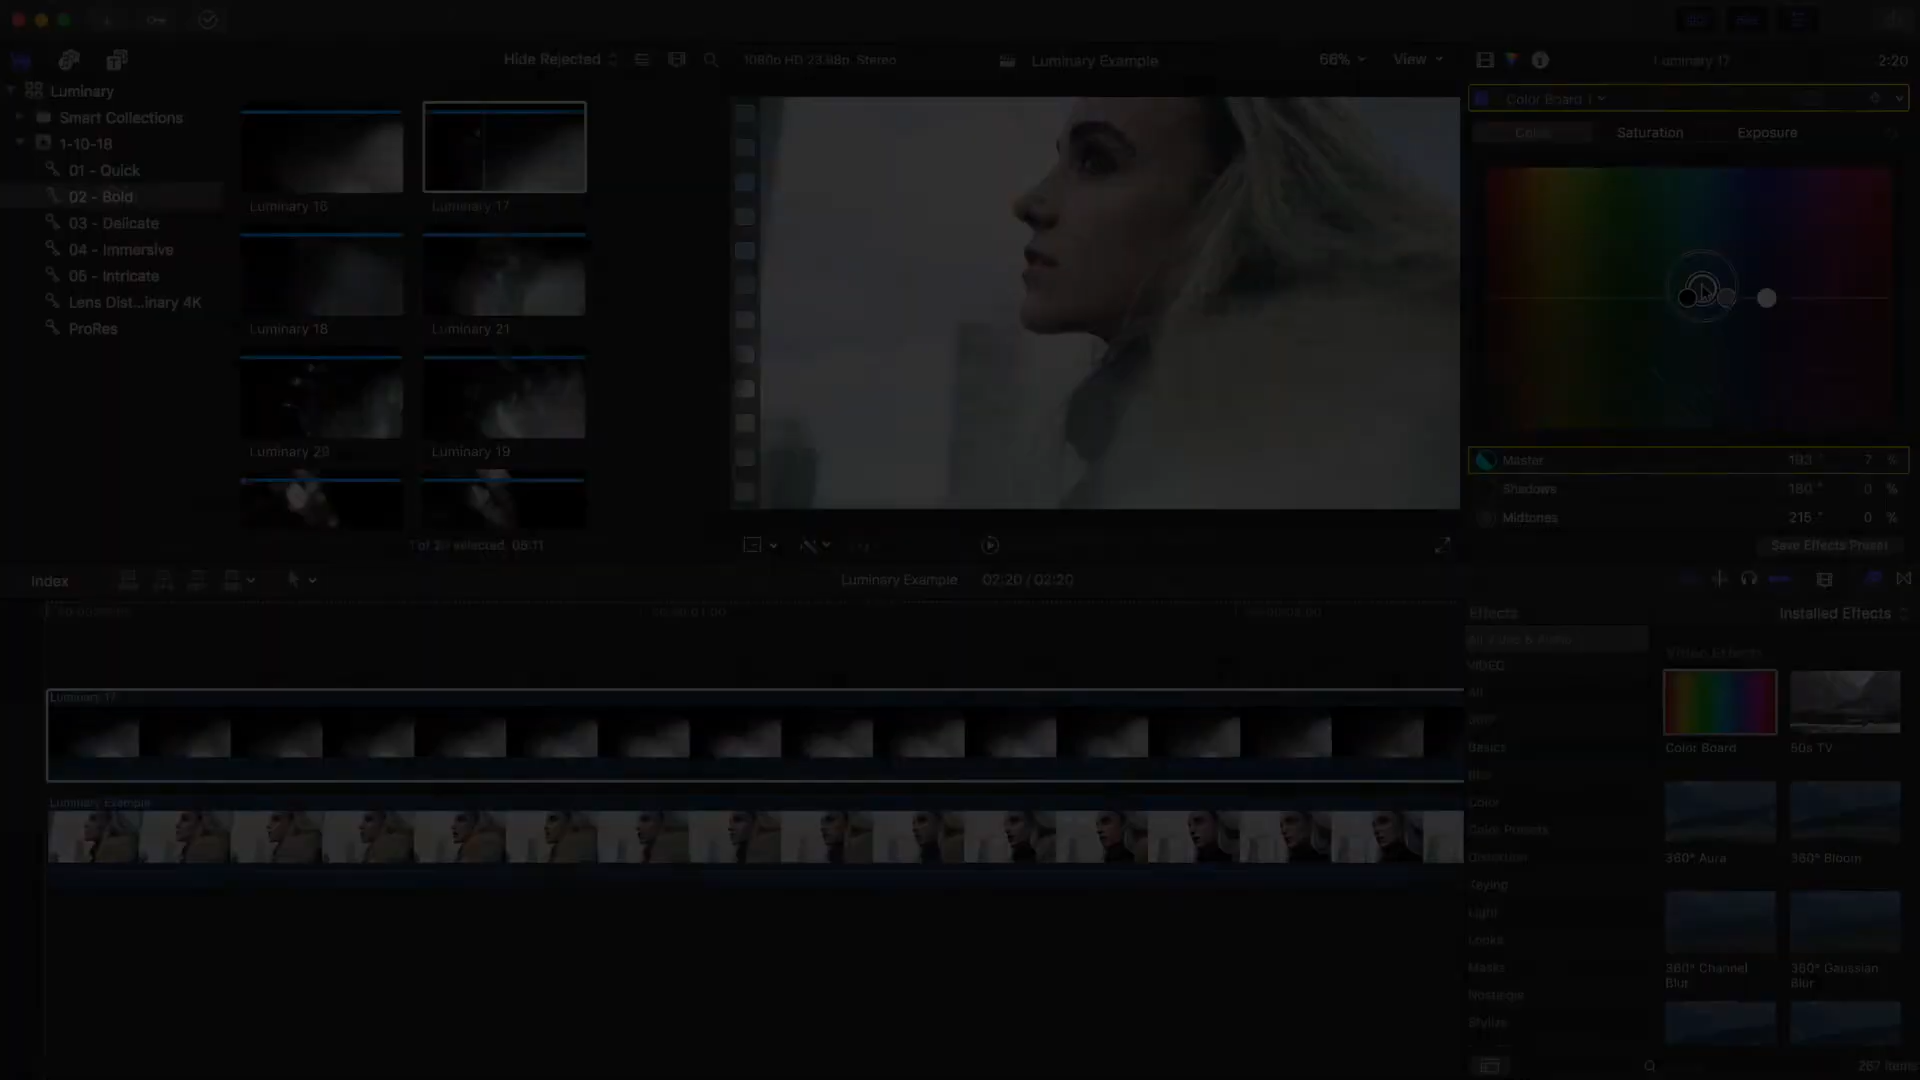 Hide Rejected
1080p HD 23.98p, Stereo
Luminary Example
66%
View
Luminary 17
2:20
Luminary
Smart Collections
1-10-18
01 - Quick
02 - Bold
03 - Delicate
04 - Immersive
05 - Intricate
Lens Dist...inary 4K
ProRes
Luminary 16
Luminary 17
Luminary 18
Luminary 21
Luminary 29
Luminary 19
1 of 20 selected, 05:11
Color Board 1
Color
Saturation
Exposure
Master
193 °
7 %
Shadows
180 °
0 %
Midtones
215 °
0 %
Save Effects Preset
Index
Luminary Example
02:20 / 02:20
Effects
Installed Effects
All Video & Audio
VIDEO
All
360°
Basics
Blur
Color
Color Presets
Distortion
Keying
Light
Looks
Masks
Nostalgia
Stylize
Video Effects
Color Board
50s TV
360° Aura
360° Bloom
360° Channel Blur
360° Gaussian Blur
267 items
Luminary 17
Luminary Example